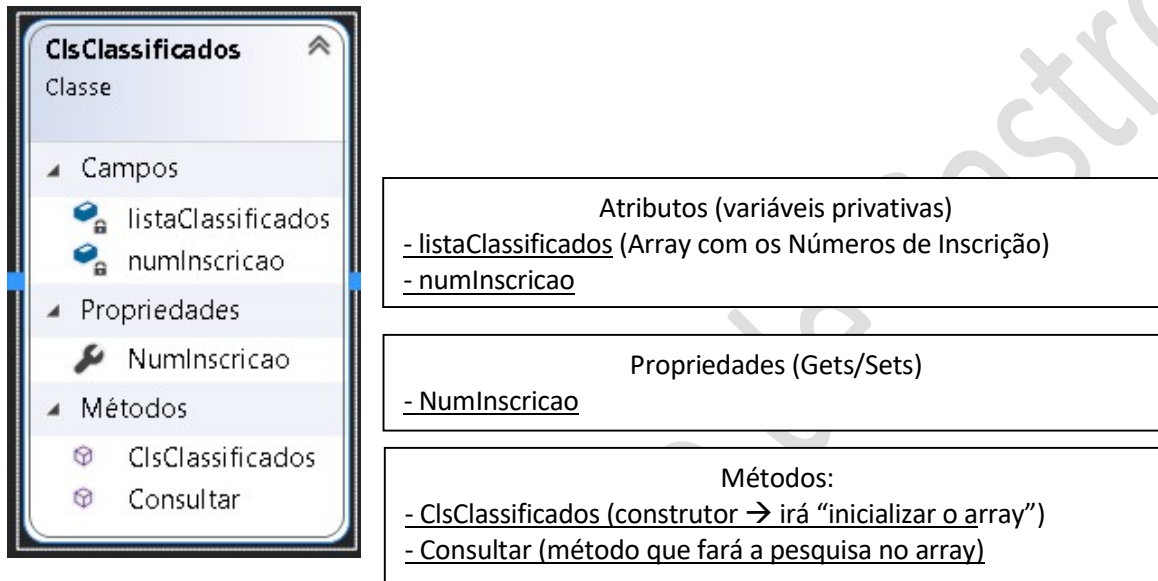 ClsClassificados
Classe
Campos
listaClassificados
numInscricao
Propriedades
NumInscricao
Métodos
ClsClassificados
Consultar
Atributos (variáveis privativas)
- listaClassificados (Array com os Números de Inscrição)
- numInscricao
Propriedades (Gets/Sets)
- NumInscricao
Métodos:
- ClsClassificados (construtor → irá “inicializar o array”)
- Consultar (método que fará a pesquisa no array)